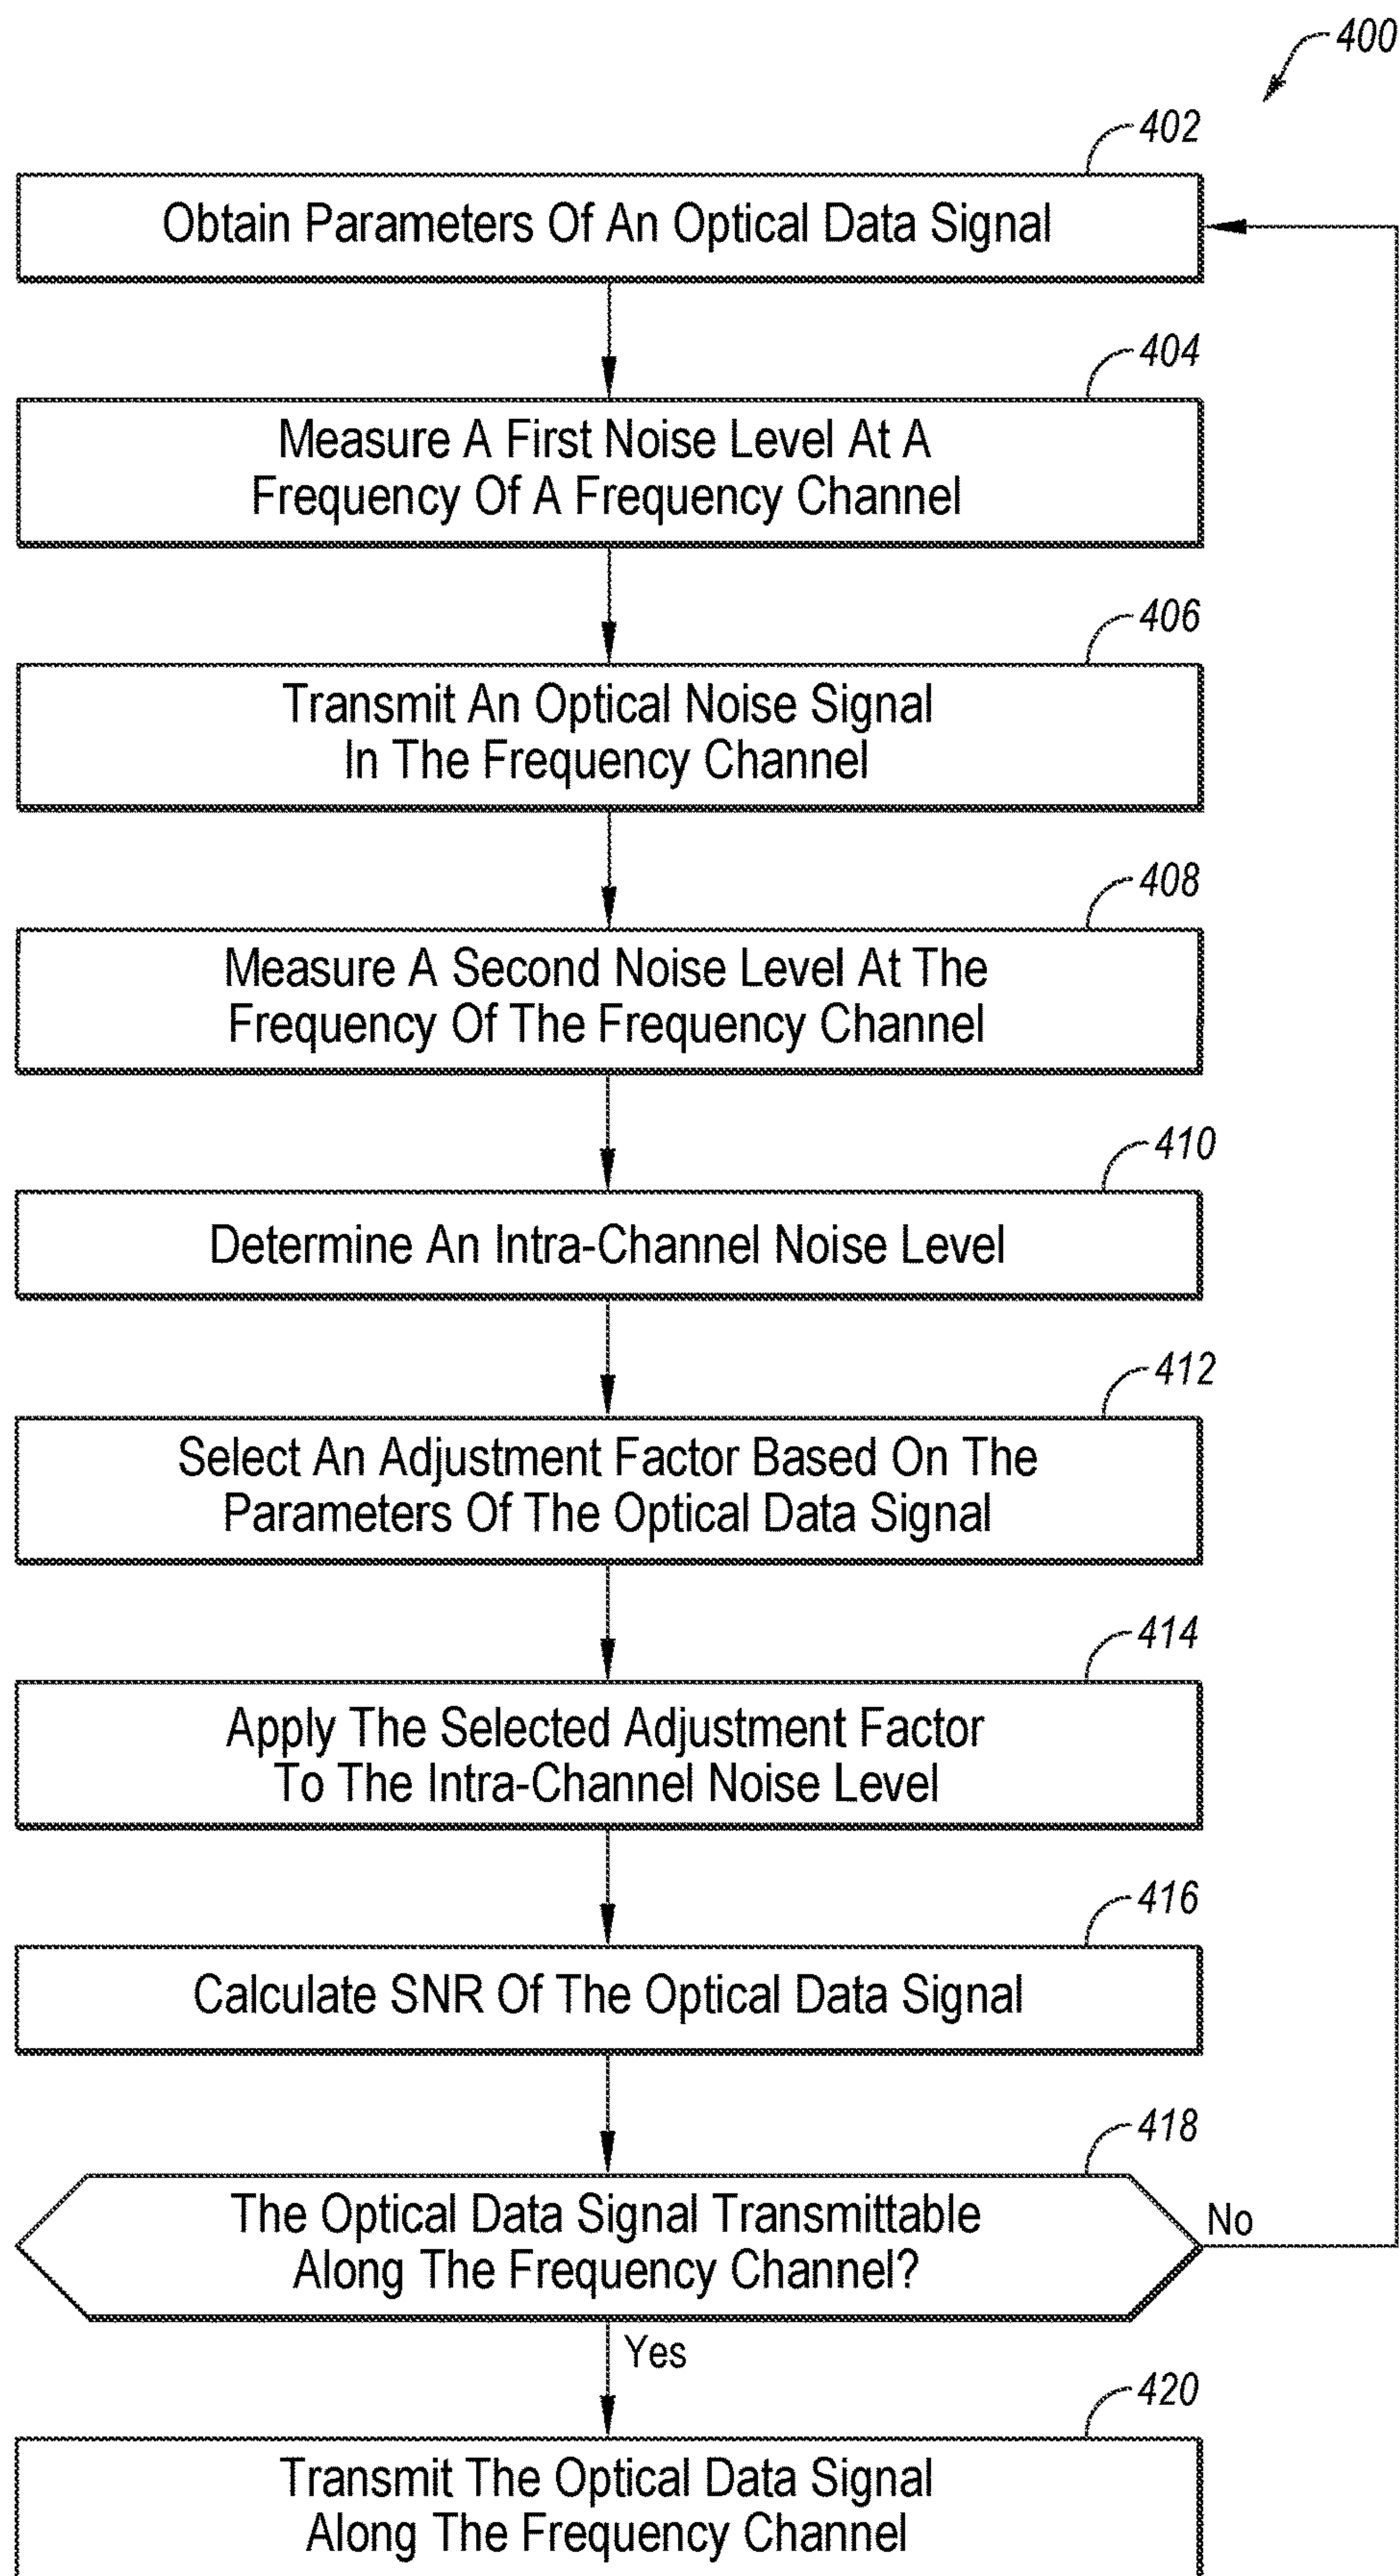 400
402
Obtain Parameters Of An Optical Data Signal
404
Measure A First Noise Level At A
Frequency Of A Frequency Channel
406
Transmit An Optical Noise Signal
In The Frequency Channel
408
Measure A Second Noise Level At The
Frequency Of The Frequency Channel
410
Determine An Intra-Channel Noise Level
412
Select An Adjustment Factor Based On The
Parameters Of The Optical Data Signal
414
Apply The Selected Adjustment Factor
To The Intra-Channel Noise Level
416
Calculate SNR Of The Optical Data Signal
418
The Optical Data Signal Transmittable
Along The Frequency Channel?
No
Yes
420
Transmit The Optical Data Signal
Along The Frequency Channel